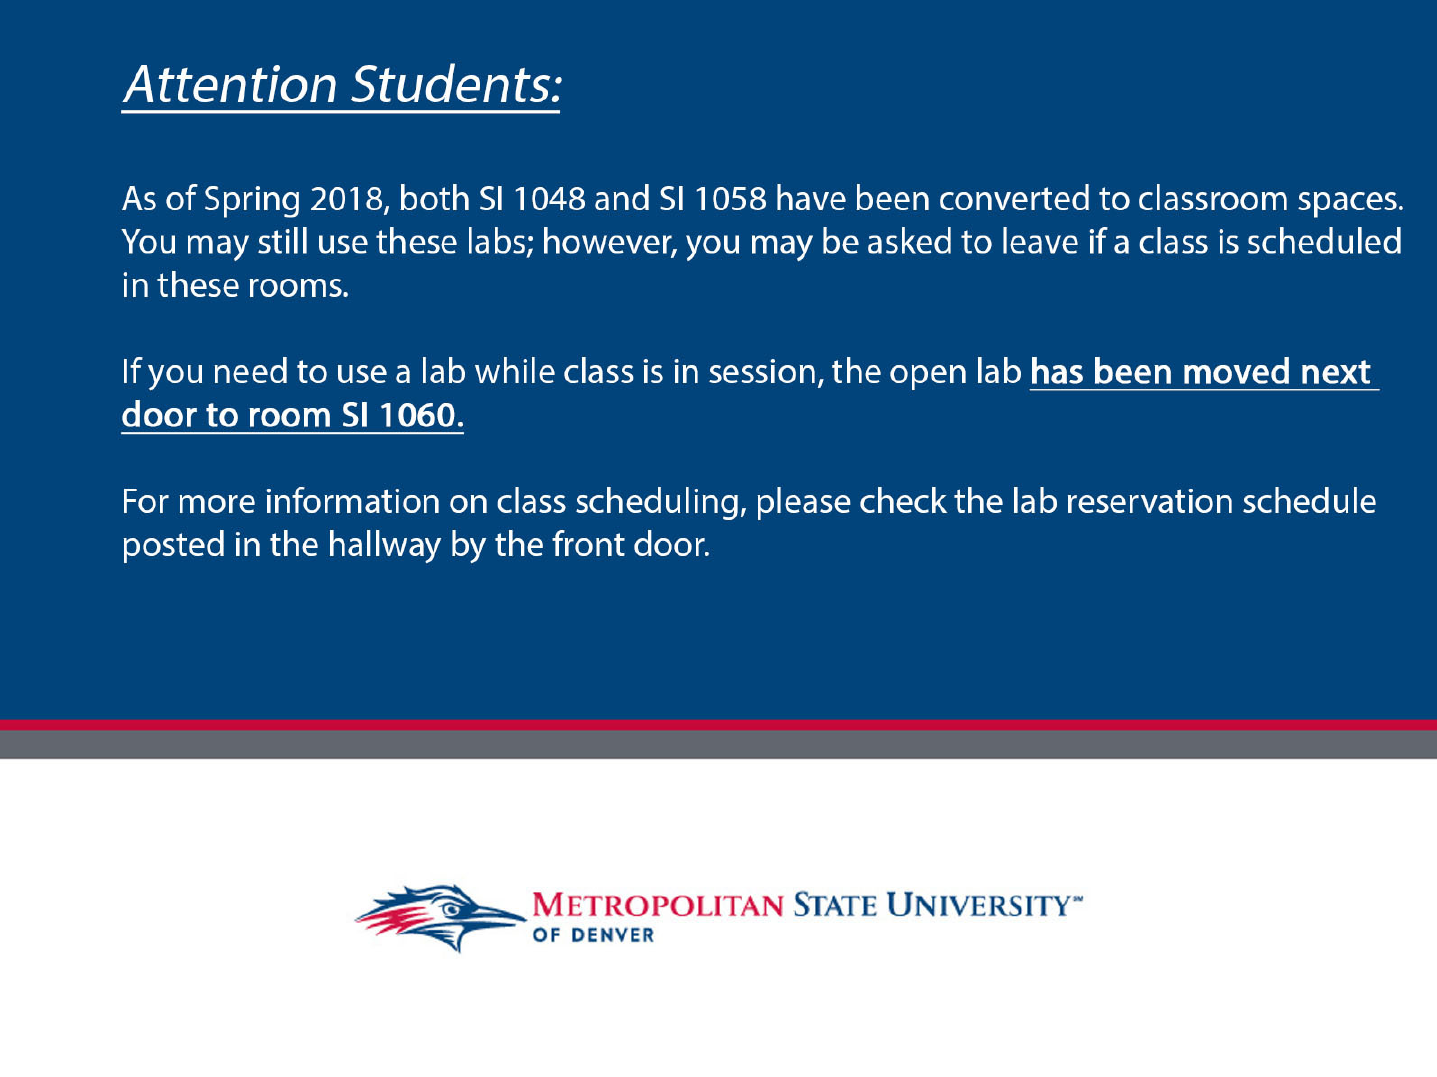 Attention Students:
As of Spring 2018, both SI 1048 and SI 1058 have been converted to classroom spaces.
You may still use these labs; however, you may be asked to leave if a class is scheduled
in these rooms.
If you need to use a lab while class is in session, the open lab has been moved next
door to room SI 1060.
For more information on class scheduling, please check the lab reservation schedule
posted in the hallway by the front door.
METROPOLITAN STATE UNIVERSITY℠
OF DENVER